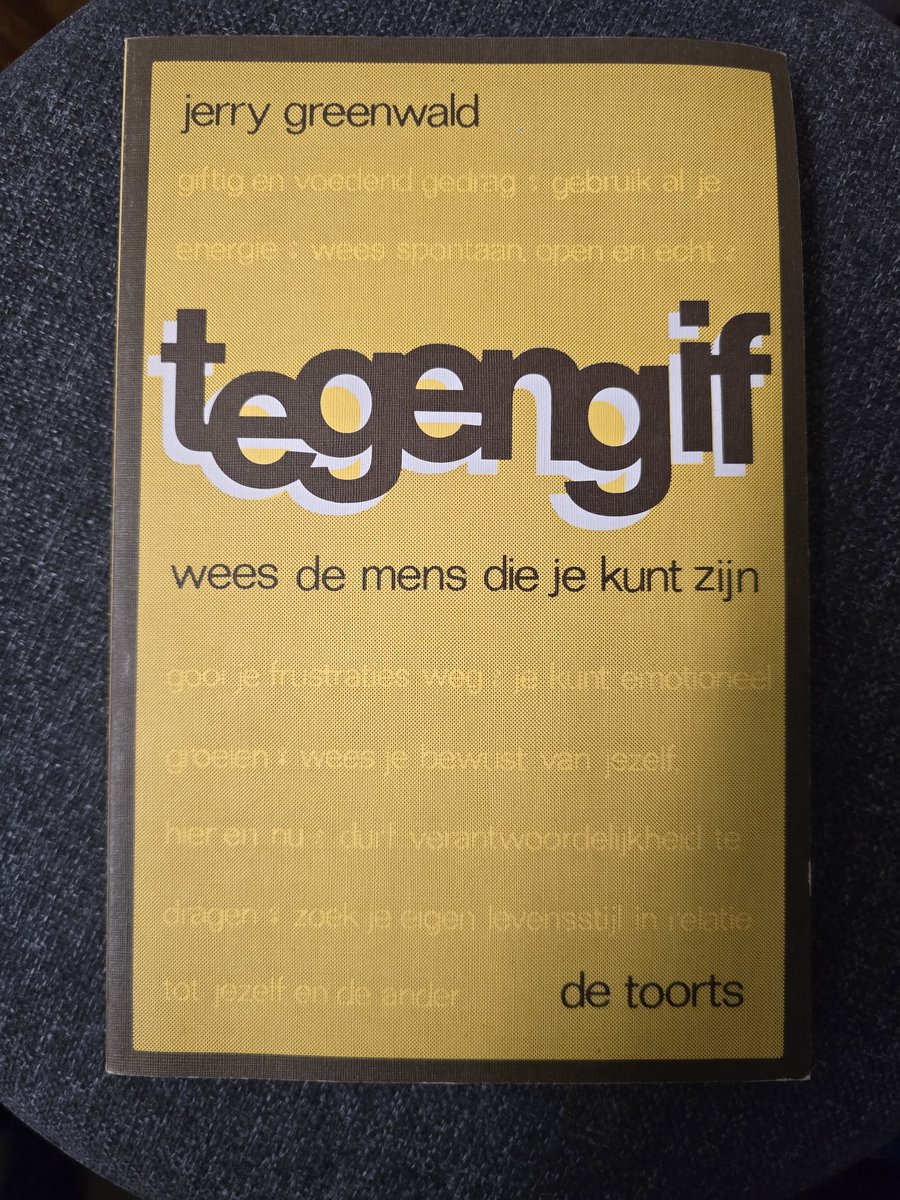 jerry greenwald
giftig en voedend gedrag : gebruik al je
energie : wees spontaan, open en echt :
tegengif
wees de mens die je kunt zijn
gooi je frustraties weg : je kunt emotioneel
groeien : wees je bewust van jezelf,
hier en nu : durf verantwoordelijkheid te
dragen : zoek je eigen levensstijl in relatie
tot jezelf en de ander
de toorts